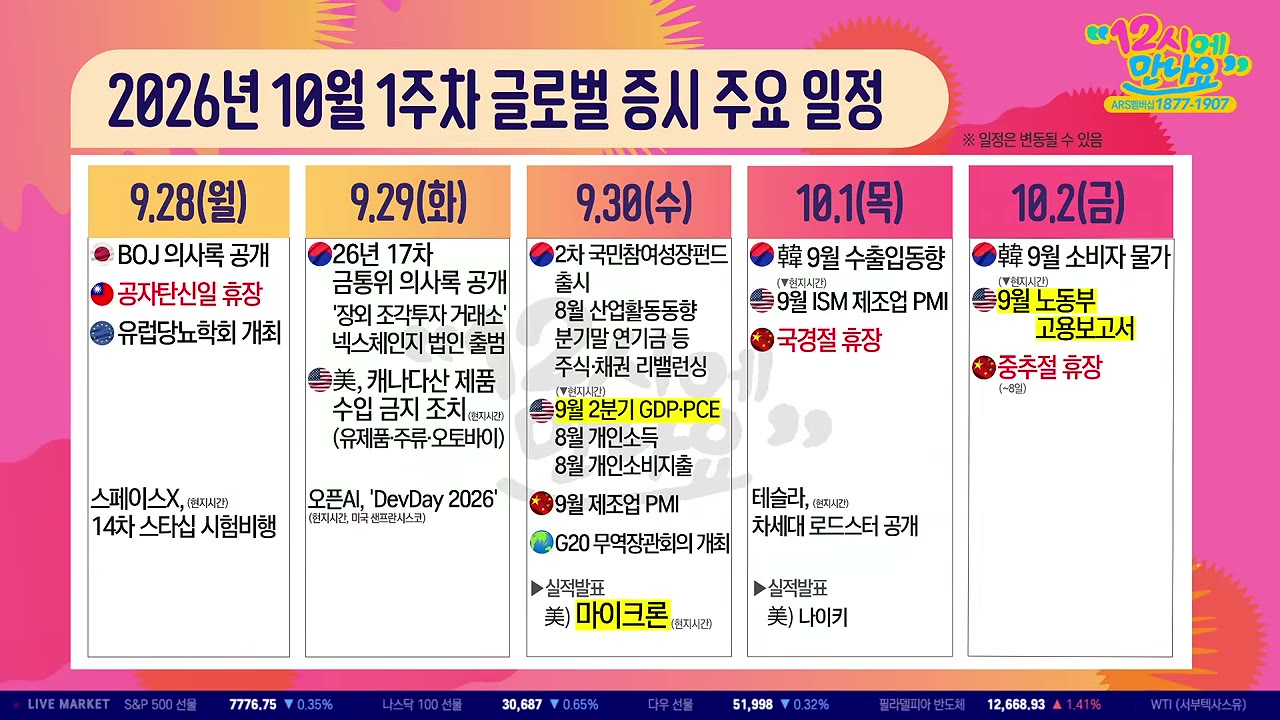 2026년 10월 1주차 글로벌 증시 주요 일정
"12시에
만나요"
ARS멤버십 1877-1907
※ 일정은 변동될 수 있음
9.28(월)
BOJ 의사록 공개
공자탄신일 휴장
유럽당뇨학회 개최
스페이스X, (현지시간)
14차 스타십 시험비행
9.29(화)
26년 17차
금통위 의사록 공개
'장외 조각투자 거래소'
넥스체인지 법인 출범
美, 캐나다산 제품
수입 금지 조치 (현지시간)
(유제품·주류·오토바이)
오픈AI, 'DevDay 2026'
(현지시간, 미국 샌프란시스코)
9.30(수)
2차 국민참여성장펀드
출시
8월 산업활동동향
분기말 연기금 등
주식·채권 리밸런싱
(▼현지시간)
9월 2분기 GDP·PCE
8월 개인소득
8월 개인소비지출
9월 제조업 PMI
G20 무역장관회의 개최
▶실적발표
美) 마이크론 (현지시간)
10.1(목)
韓 9월 수출입동향
(▼현지시간)
9월 ISM 제조업 PMI
국경절 휴장
테슬라, (현지시간)
차세대 로드스터 공개
▶실적발표
美) 나이키
10.2(금)
韓 9월 소비자 물가
(▼현지시간)
9월 노동부
고용보고서
중추절 휴장
(~8일)
"12시에
만나요"
LIVE MARKET S&P 500 선물 7776.75 ▼0.35% 나스닥 100 선물 30,687 ▼0.65% 다우 선물 51,998 ▼0.32% 필라델피아 반도체 12,668.93 ▲1.41% WTI (서부텍사스유)